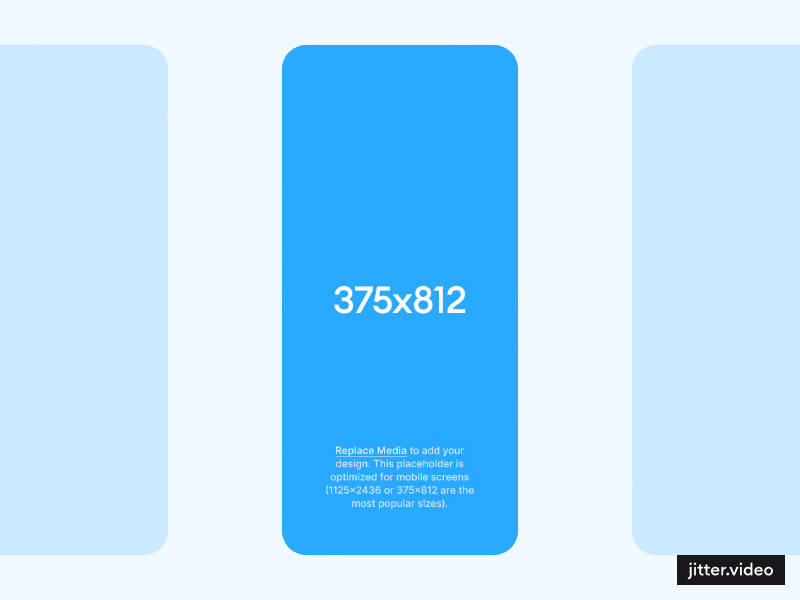 375x812
Replace Media to add your
design. This placeholder is
optimized for mobile screens
(1125×2436 or 375×812 are the
most popular sizes).
jitter.video